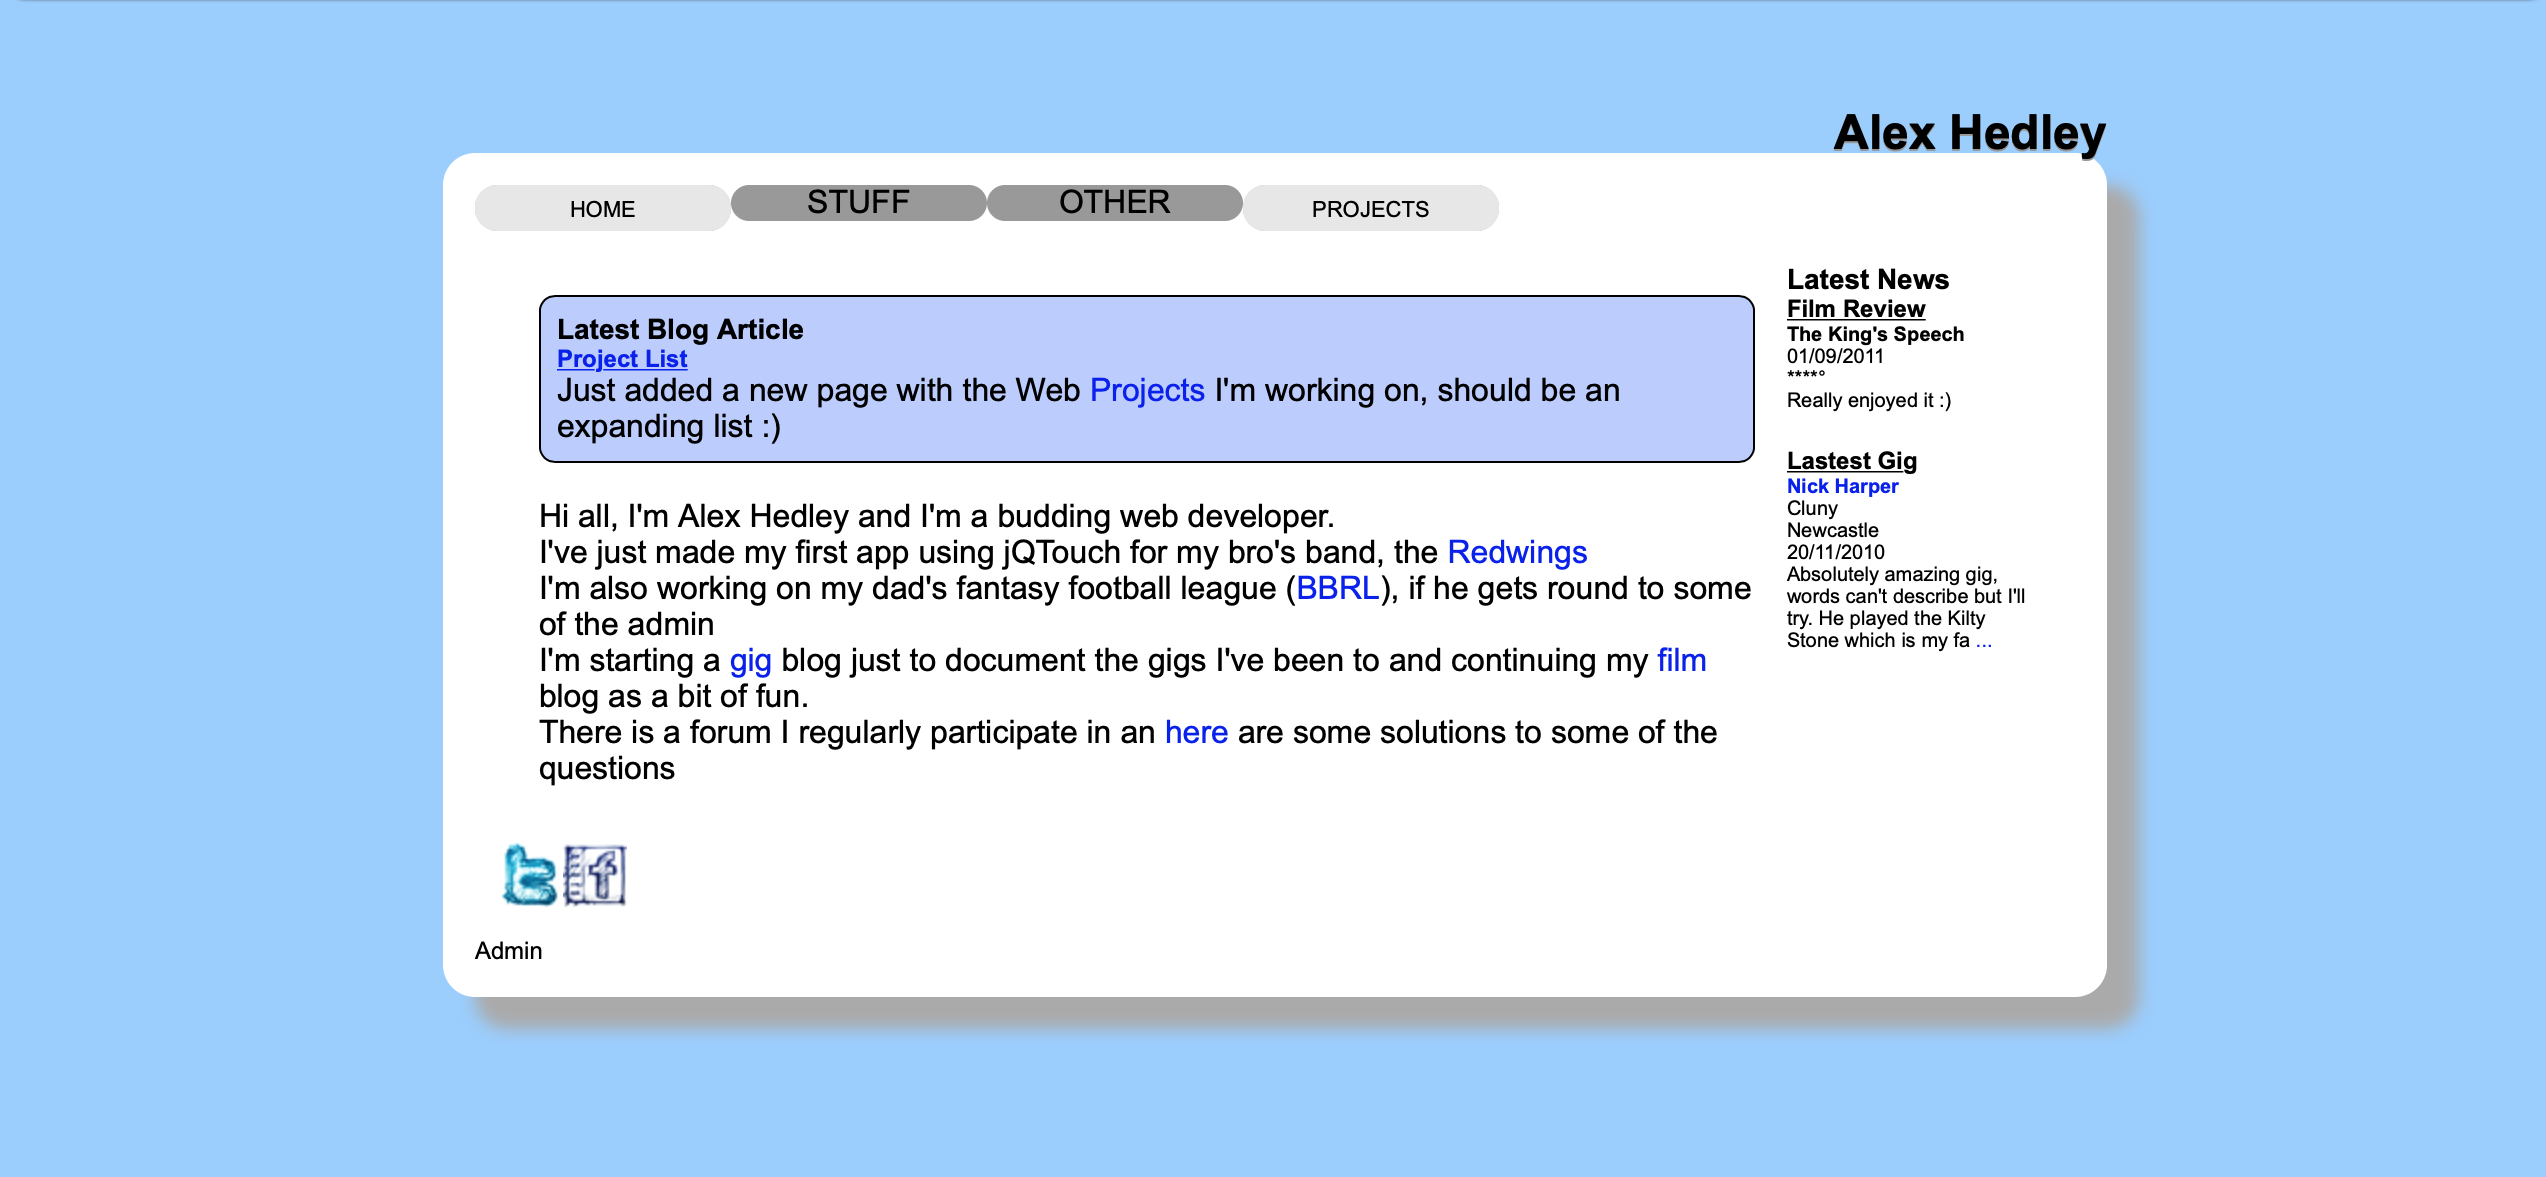 Alex Hedley
HOME STUFF OTHER PROJECTS
Latest Blog Article
Project List
Just added a new page with the Web Projects I'm working on, should be an
expanding list :)
Hi all, I'm Alex Hedley and I'm a budding web developer.
I've just made my first app using jQTouch for my bro's band, the Redwings
I'm also working on my dad's fantasy football league (BBRL), if he gets round to some
of the admin
I'm starting a gig blog just to document the gigs I've been to and continuing my film
blog as a bit of fun.
There is a forum I regularly participate in an here are some solutions to some of the
questions
Latest News
Film Review
The King's Speech
01/09/2011
****°
Really enjoyed it :)
Lastest Gig
Nick Harper
Cluny
Newcastle
20/11/2010
Absolutely amazing gig,
words can't describe but I'll
try. He played the Kilty
Stone which is my fa ...
t f
Admin